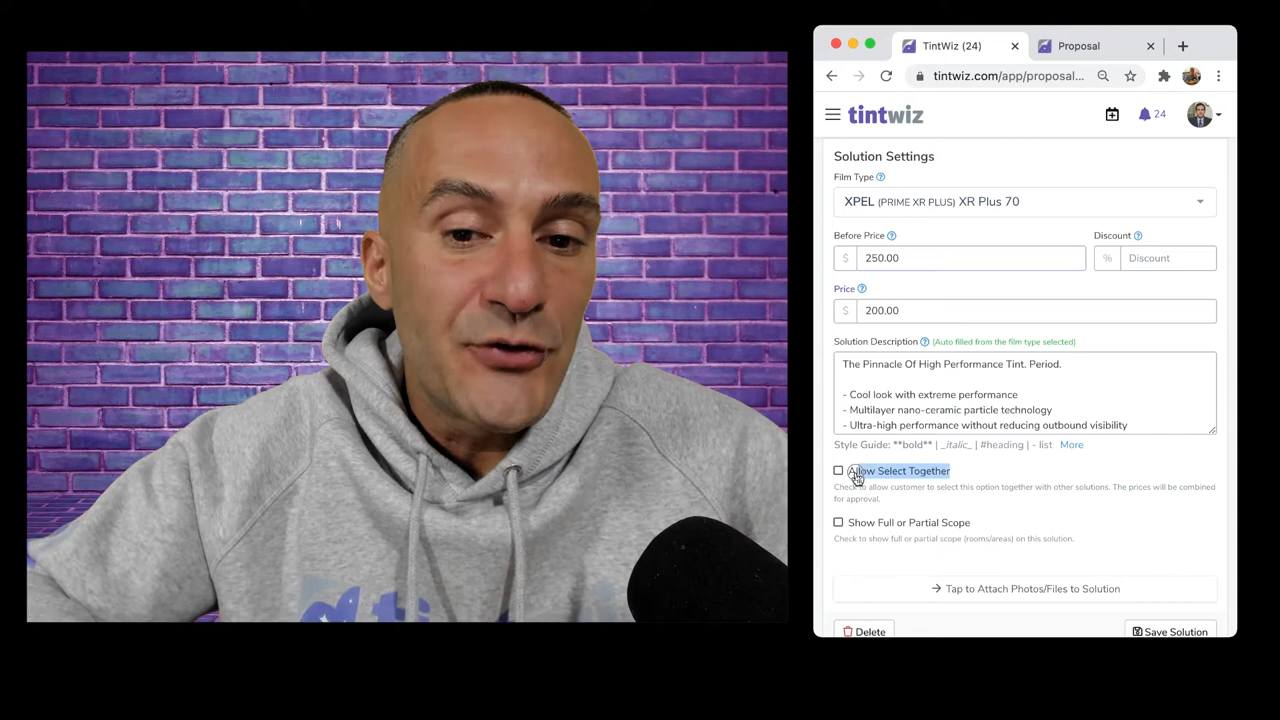 TintWiz (24)
Proposal
tintwiz.com/app/proposal...
tintwiz
24
Solution Settings
Film Type
XPEL (PRIME XR PLUS) XR Plus 70
Before Price
Discount
$ 250.00
% Discount
Price
$ 200.00
Solution Description (Auto filled from the film type selected)
The Pinnacle Of High Performance Tint. Period.
- Cool look with extreme performance
- Multilayer nano-ceramic particle technology
- Ultra-high performance without reducing outbound visibility
Style Guide: **bold** | _italic_ | #heading | - list More
Allow Select Together
Check to allow customer to select this option together with other solutions. The prices will be combined
for approval.
Show Full or Partial Scope
Check to show full or partial scope (rooms/areas) on this solution.
→ Tap to Attach Photos/Files to Solution
Delete
Save Solution